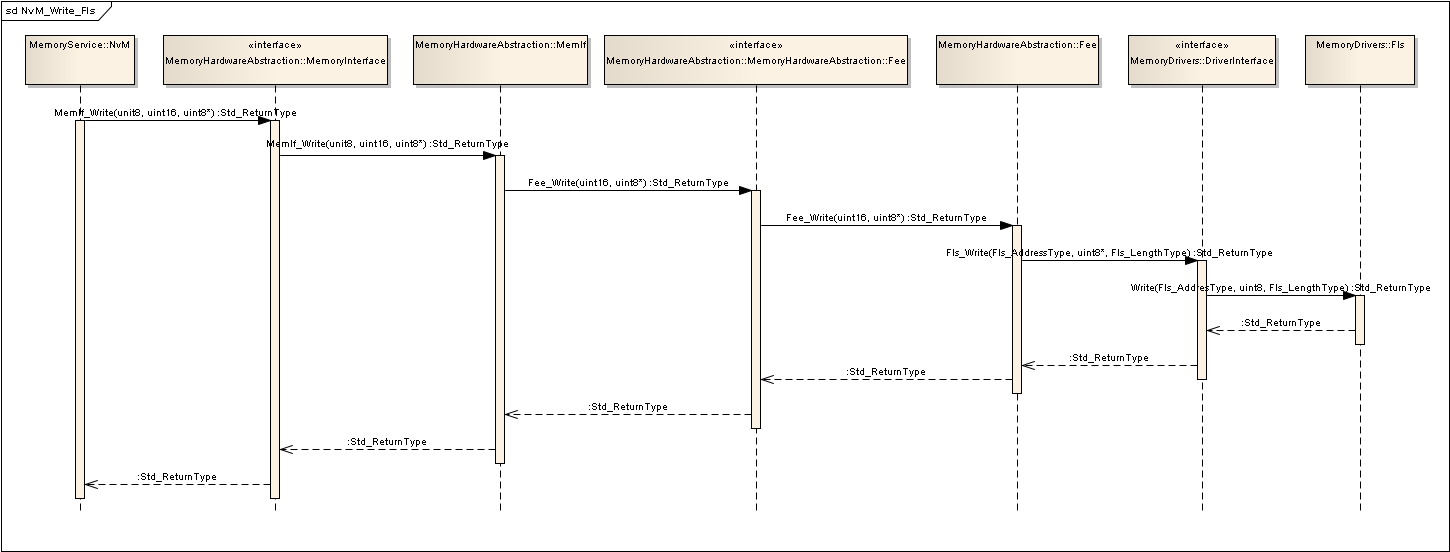 sd NvM_Write_Fls
MemoryService::NvM
«interface»
MemoryHardwareAbstraction::MemoryInterface
MemoryHardwareAbstraction::MemIf
«interface»
MemoryHardwareAbstraction::MemoryHardwareAbstraction::Fee
MemoryHardwareAbstraction::Fee
«interface»
MemoryDrivers::DriverInterface
MemoryDrivers::Fls
MemIf_Write(unit8, uint16, uint8*) :Std_ReturnType
MemIf_Write(unit8, uint16, uint8*) :Std_ReturnType
Fee_Write(uint16, uint8*) :Std_ReturnType
Fee_Write(uint16, uint8*) :Std_ReturnType
Fls_Write(Fls_AddressType, uint8*, Fls_LengthType) :Std_ReturnType
Write(Fls_AddresType, uint8, Fls_LengthType) :Std_ReturnType
:Std_ReturnType
:Std_ReturnType
:Std_ReturnType
:Std_ReturnType
:Std_ReturnType
:Std_ReturnType